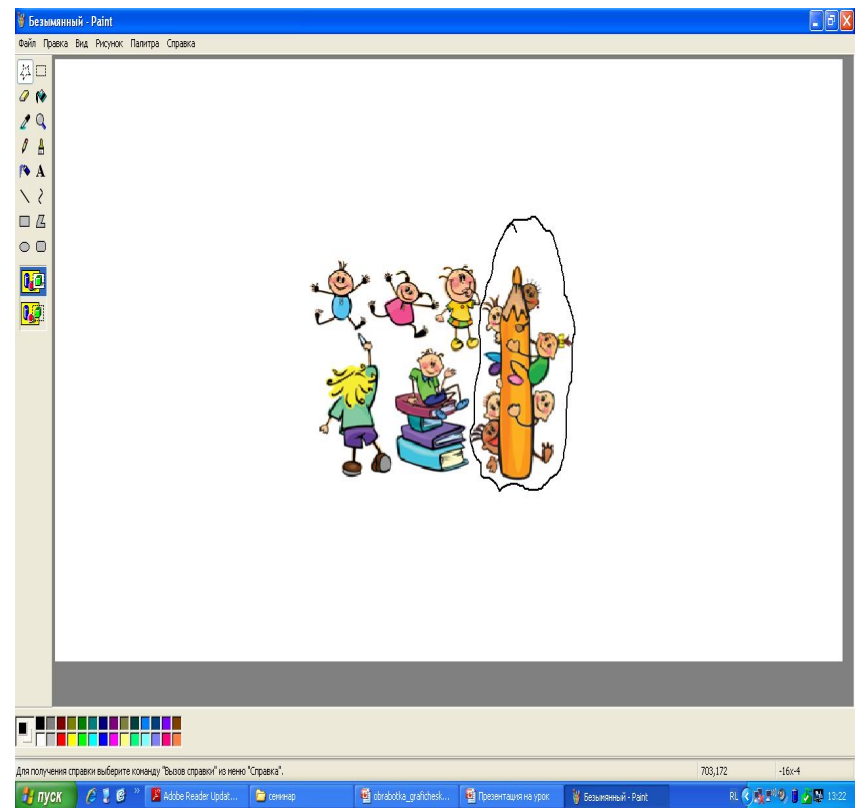 Безымянный - Paint
Файл Правка Вид Рисунок Палитра Справка
A
Для получения справки выберите команду "Вызов справки" из меню "Справка".
703,172
-16x-4
пуск
Adobe Reader Updat...
семинар
obrabotka_grafichesk...
Презентация на урок
Безымянный - Paint
RL
13:22